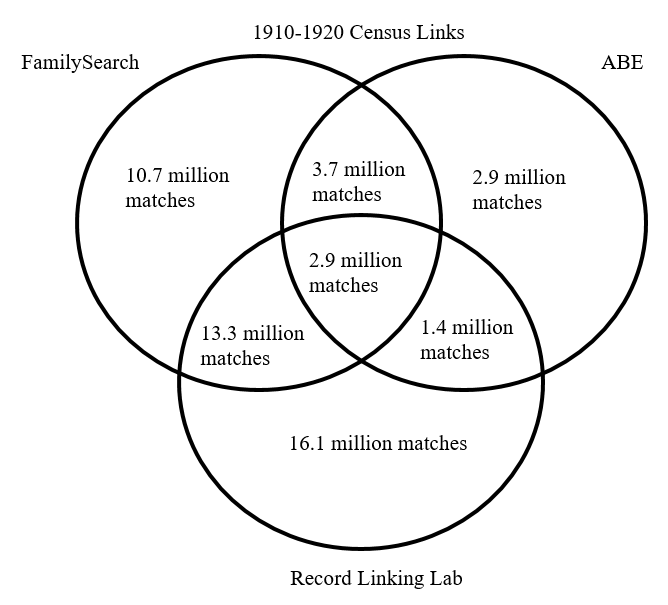 1910-1920 Census Links
FamilySearch
ABE
10.7 million
matches
3.7 million
matches
2.9 million
matches
2.9 million
matches
13.3 million
matches
1.4 million
matches
16.1 million matches
Record Linking Lab